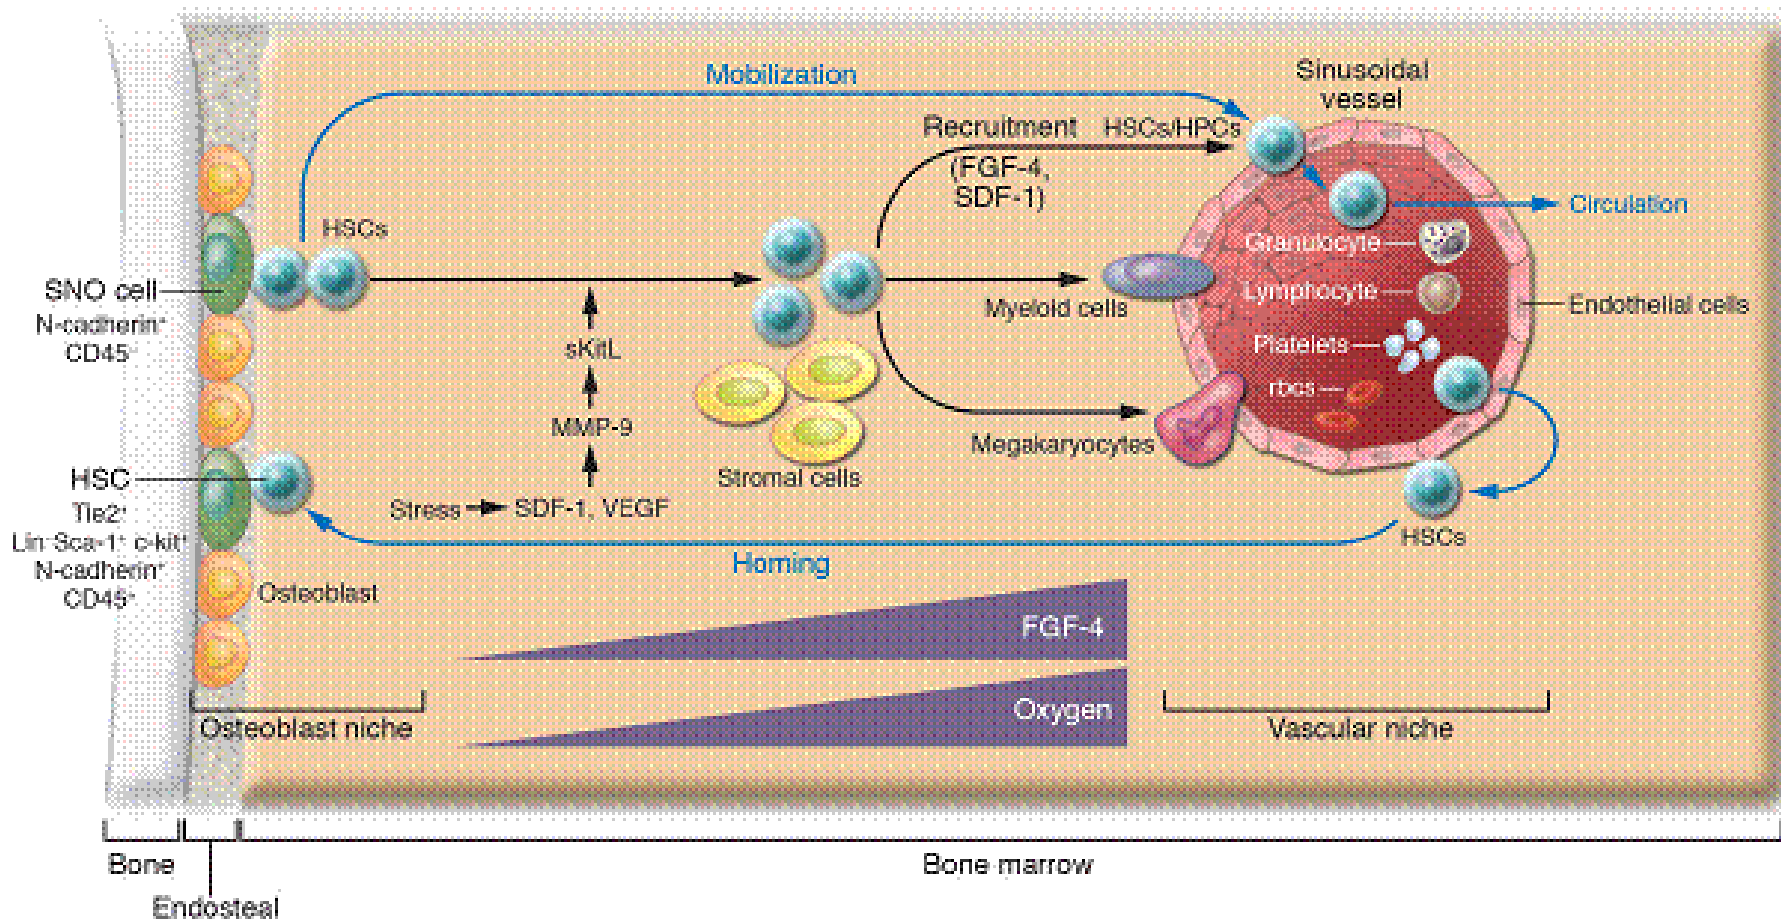 Mobilization
Sinusoidal
vessel
Recruitment
HSCs/HPCs
(FGF-4,
SDF-1)
Circulation
HSCs
Granulocyte
SNO cell
Lymphocyte
Endothelial cells
N-cadherin⁺
CD45⁻
Myeloid cells
sKitL
Platelets
rbcs
MMP-9
Megakaryocytes
HSC
Stromal cells
Tie2⁺
Stress
SDF-1, VEGF
Lin⁻Sca-1⁺ c-kit⁺
HSCs
N-cadherin⁺
Homing
CD45⁺
Osteoblast
FGF-4
Oxygen
Osteoblast niche
Vascular niche
Bone
Bone marrow
Endosteal